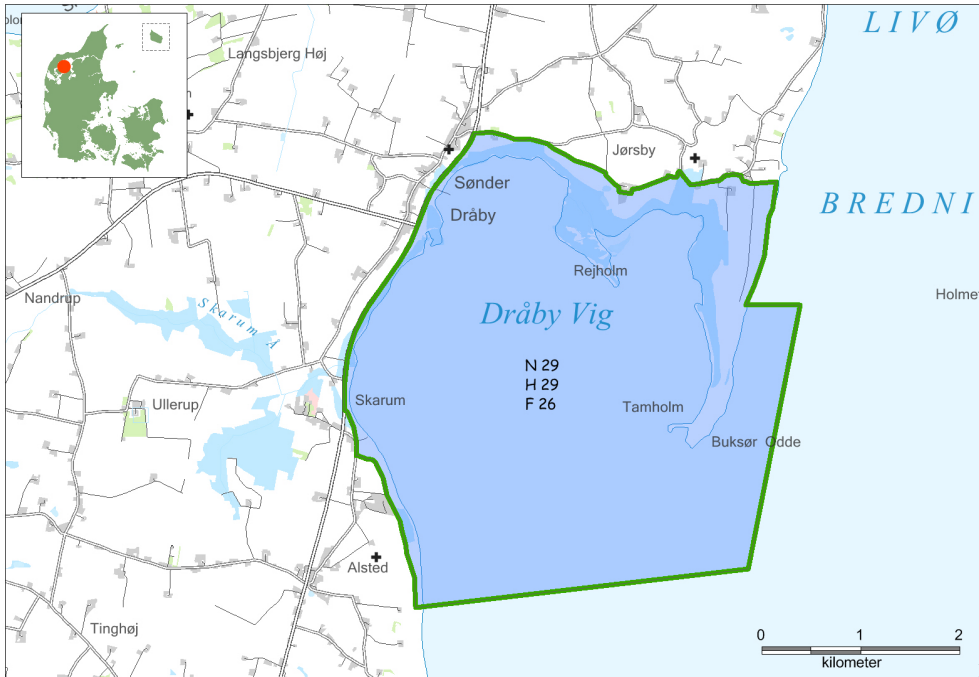 LIVØ
Langsbjerg Høj
Jørsby
Sønder
Dråby
BREDNI
Rejholm
Nandrup
Skarum Å
Holme
Dråby Vig
N 29
H 29
F 26
Ullerup
Skarum
Tamholm
Buksør Odde
Alsted
Tinghøj
0 1 2
kilometer